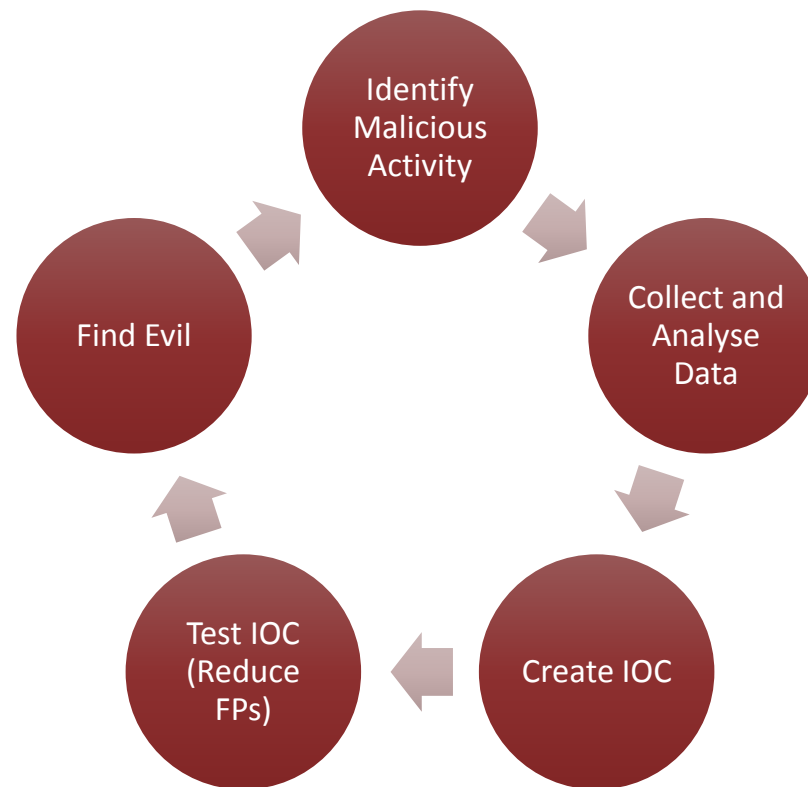 Identify
Malicious
Activity
Collect and
Analyse
Data
Create IOC
Test IOC
(Reduce
FPs)
Find Evil